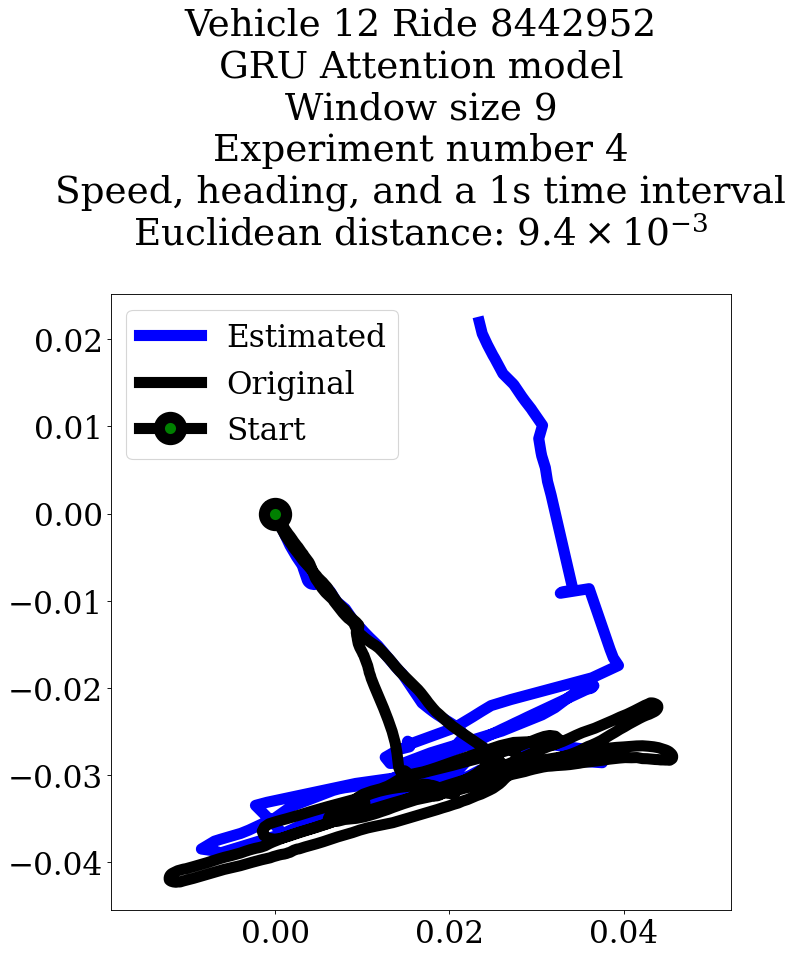 Vehicle 12 Ride 8442952
GRU Attention model
Window size 9
Experiment number 4
Speed, heading, and a 1s time interval
Euclidean distance: 9.4 × 10⁻³
Estimated
Original
Start
0.02
0.01
0.00
−0.01
−0.02
−0.03
−0.04
0.00 0.02 0.04